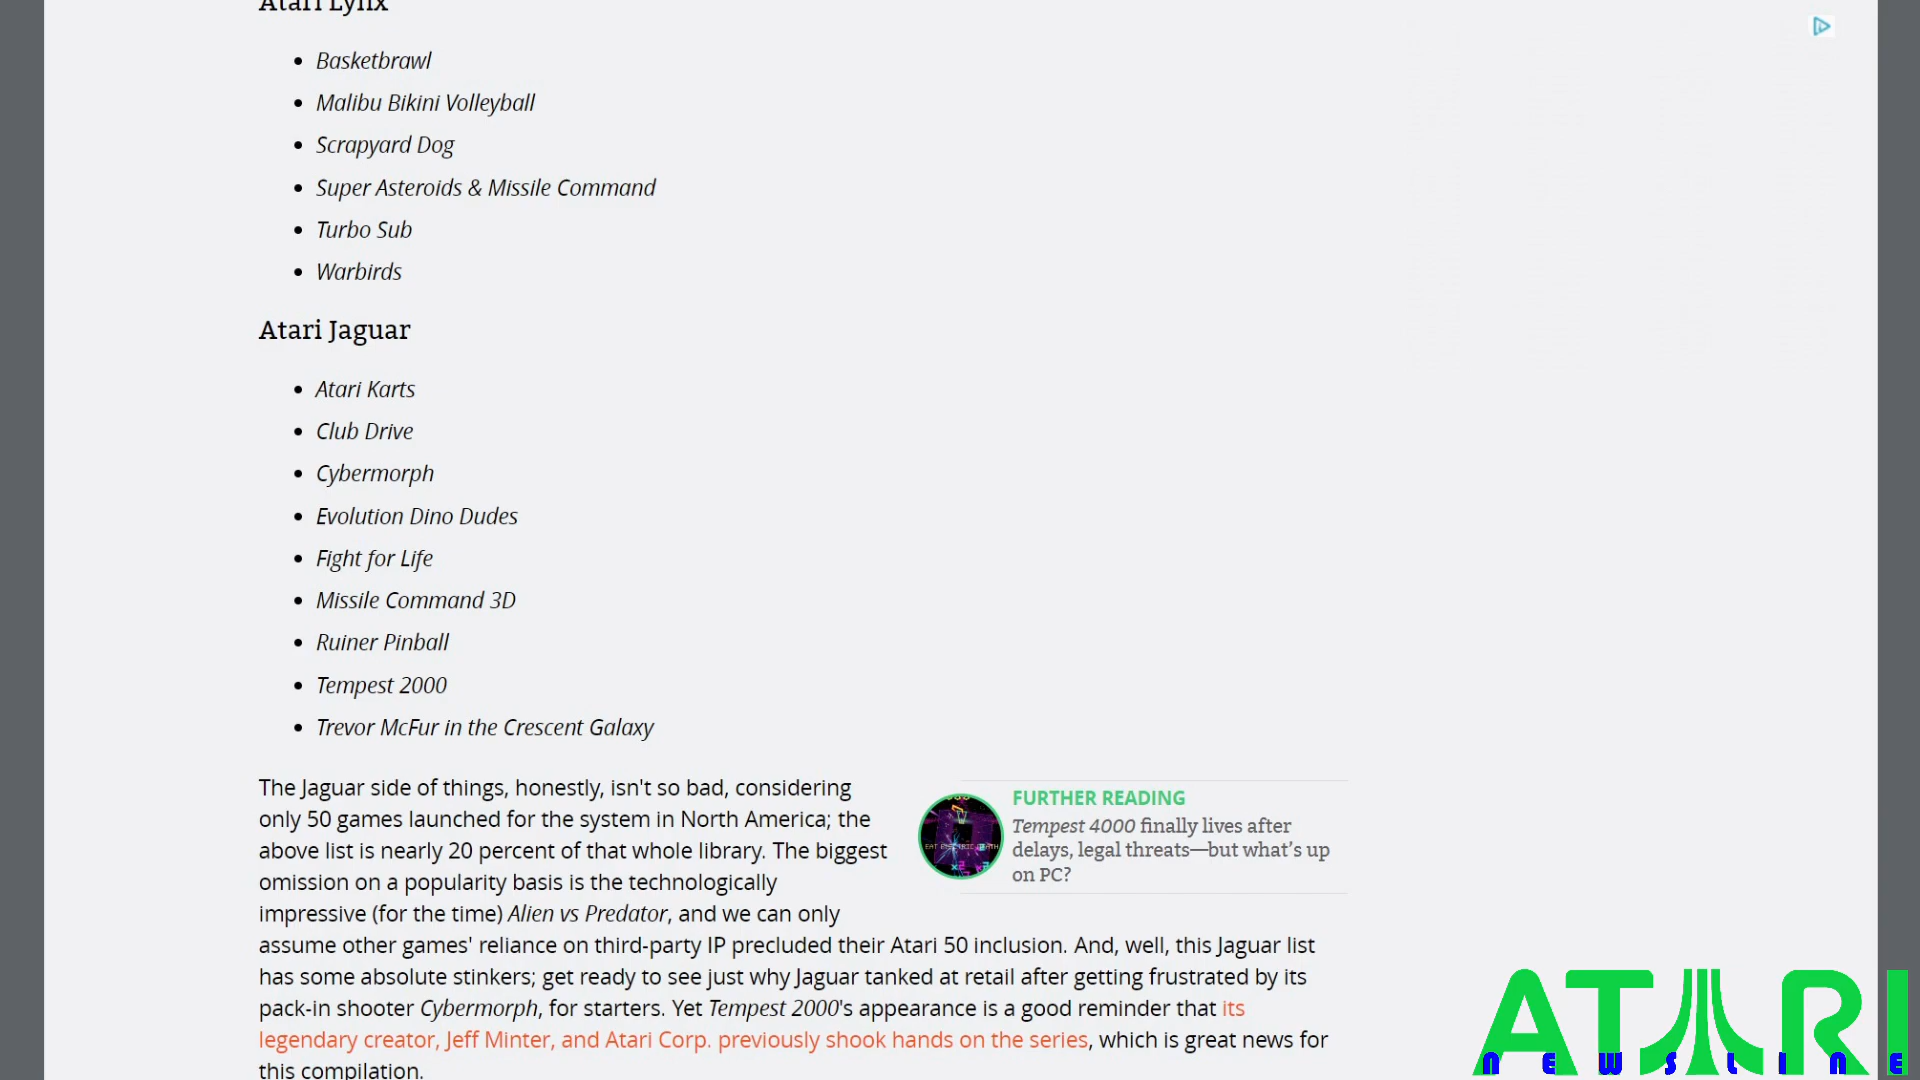 Atari Lynx
Basketbrawl
Malibu Bikini Volleyball
Scrapyard Dog
Super Asteroids & Missile Command
Turbo Sub
Warbirds
Atari Jaguar
Atari Karts
Club Drive
Cybermorph
Evolution Dino Dudes
Fight for Life
Missile Command 3D
Ruiner Pinball
Tempest 2000
Trevor McFur in the Crescent Galaxy
The Jaguar side of things, honestly, isn't so bad, considering
only 50 games launched for the system in North America; the
above list is nearly 20 percent of that whole library. The biggest
omission on a popularity basis is the technologically
impressive (for the time) Alien vs Predator, and we can only
assume other games' reliance on third-party IP precluded their Atari 50 inclusion. And, well, this Jaguar list
has some absolute stinkers; get ready to see just why Jaguar tanked at retail after getting frustrated by its
pack-in shooter Cybermorph, for starters. Yet Tempest 2000's appearance is a good reminder that its
legendary creator, Jeff Minter, and Atari Corp. previously shook hands on the series, which is great news for
this compilation.
FURTHER READING
Tempest 4000 finally lives after
delays, legal threats—but what's up
on PC?
EAT ELECTRIC DEATH
ATARI
NEWSLINE